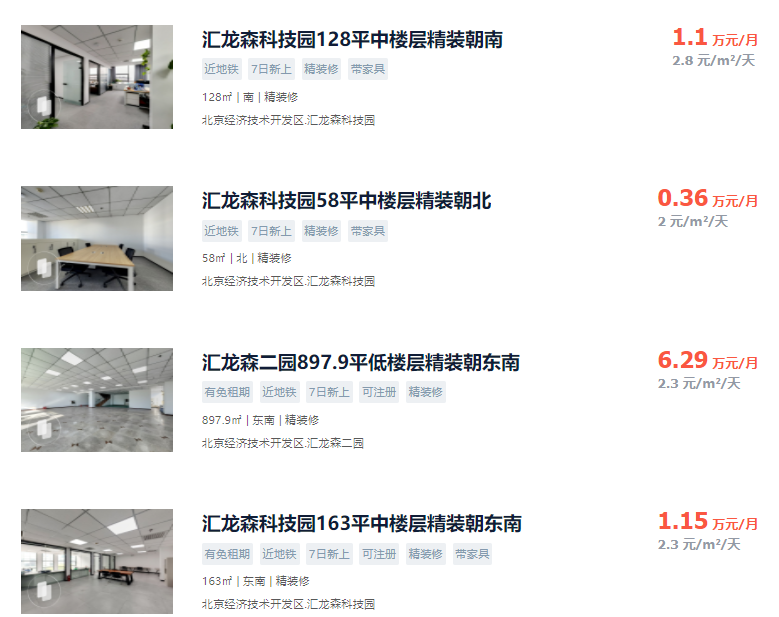 汇龙森科技园128平中楼层精装朝南
1.1 万元/月
近地铁 7日新上 精装修 带家具
2.8 元/m²/天
128㎡ | 南 | 精装修
北京经济技术开发区.汇龙森科技园
汇龙森科技园58平中楼层精装朝北
0.36 万元/月
近地铁 7日新上 精装修 带家具
2 元/m²/天
58㎡ | 北 | 精装修
北京经济技术开发区.汇龙森科技园
汇龙森二园897.9平低楼层精装朝东南
6.29 万元/月
有免租期 近地铁 7日新上 可注册 精装修
2.3 元/m²/天
897.9㎡ | 东南 | 精装修
北京经济技术开发区.汇龙森二园
汇龙森科技园163平中楼层精装朝东南
1.15 万元/月
有免租期 近地铁 7日新上 可注册 精装修 带家具
2.3 元/m²/天
163㎡ | 东南 | 精装修
北京经济技术开发区.汇龙森科技园